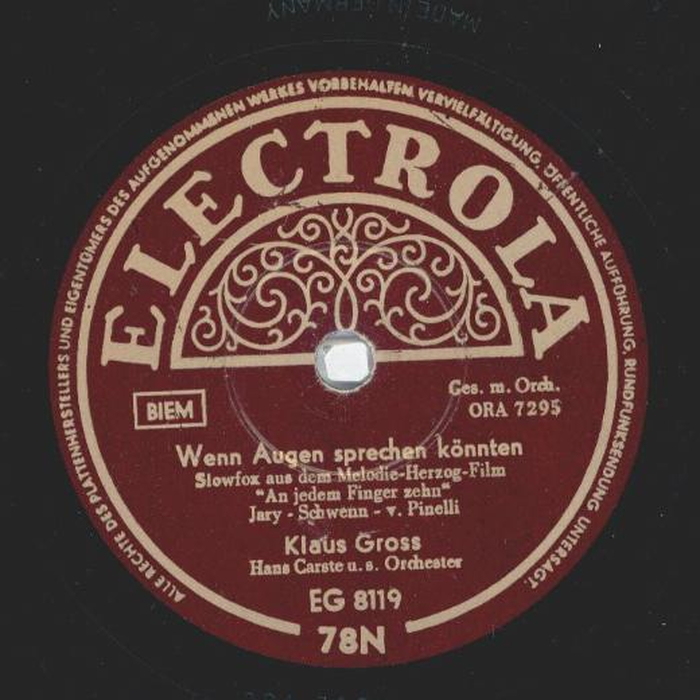 MADE IN GERMANY
ALLE RECHTE DES PLATTENHERSTELLERS UND EIGENTÜMERS DES AUFGENOMMENEN WERKES VORBEHALTEN. VERVIELFÄLTIGUNG, ÖFFENTLICHE AUFFÜHRUNG, RUNDFUNKSENDUNG UNTERSAGT.
ELECTROLA
BIEM
Ges. m. Orch.
ORA 7295
Wenn Augen sprechen könnten
Slowfox aus dem Melodie-Herzog-Film
"An jedem Finger zehn"
Jary - Schwenn - v. Pinelli
Klaus Gross
Hans Carste u. s. Orchester
EG 8119
78N